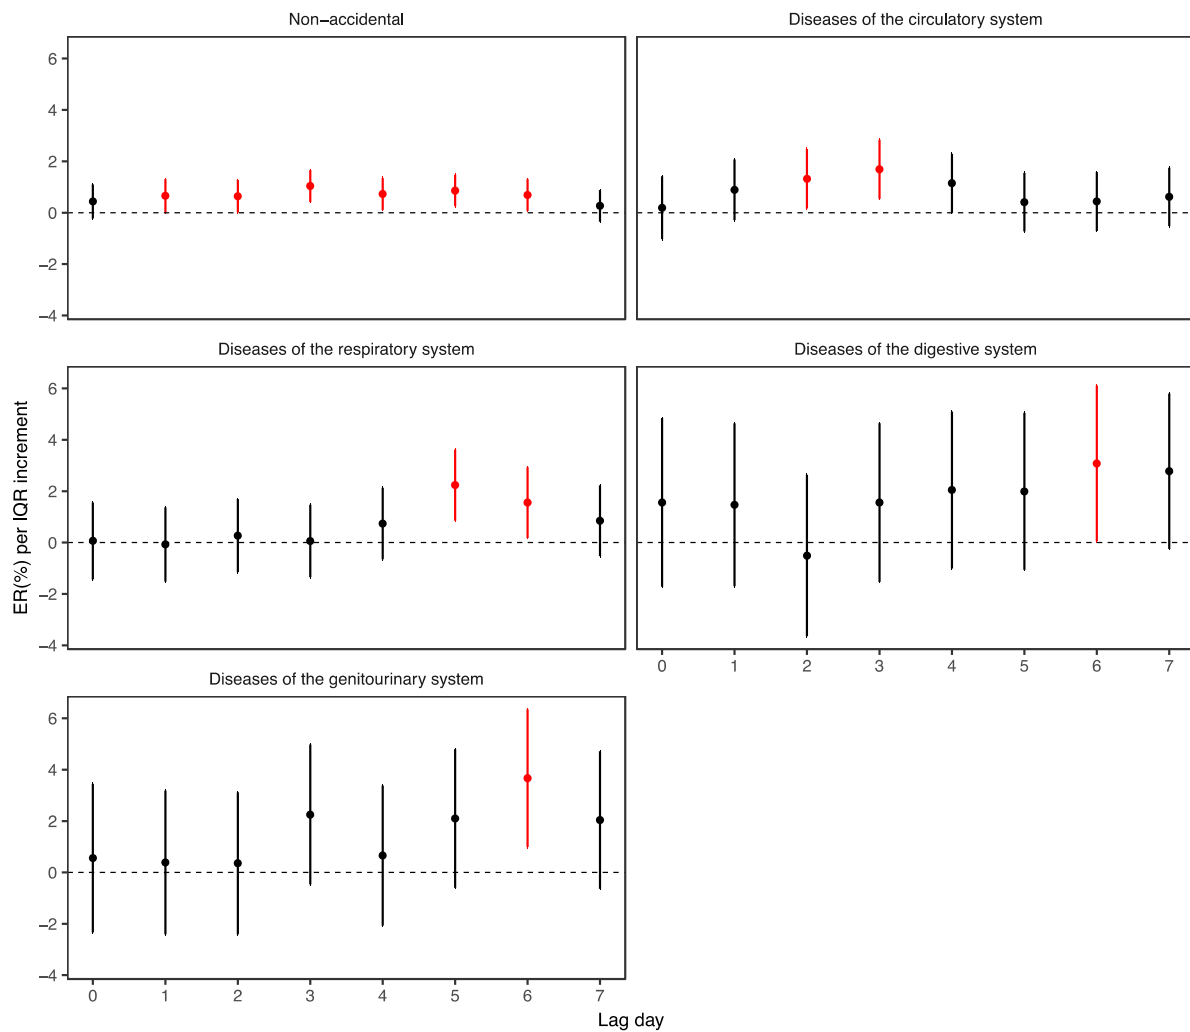 Non−accidental
Diseases of the circulatory system
6
4
2
0
−2
−4
Diseases of the respiratory system
Diseases of the digestive system
6
4
2
0
−2
−4
0 1 2 3 4 5 6 7
Diseases of the genitourinary system
6
4
2
0
−2
−4
0 1 2 3 4 5 6 7
ER(%) per IQR increment
Lag day